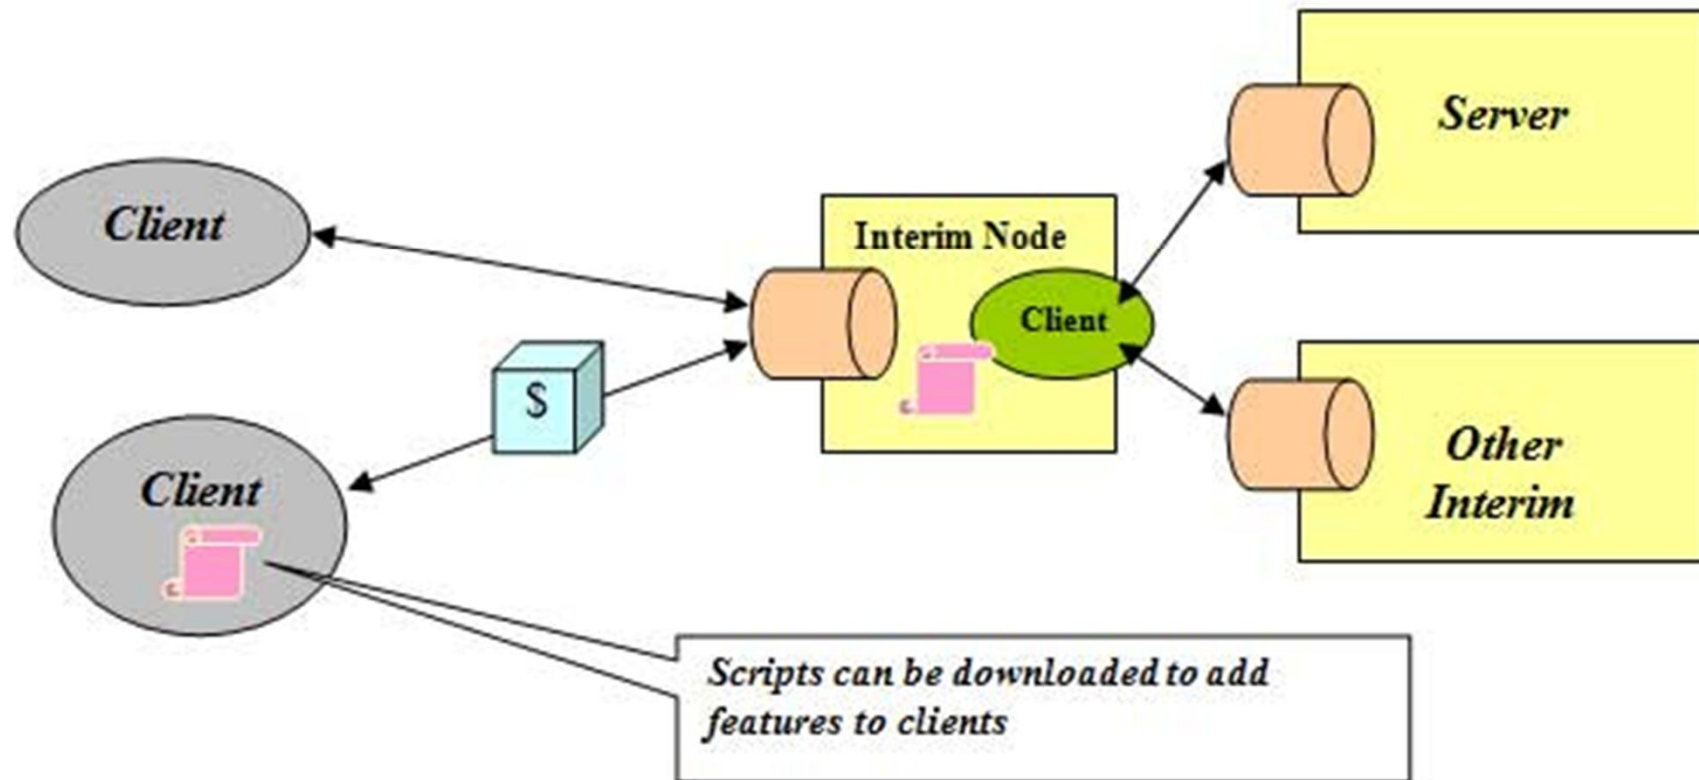 Server
Client
Interim Node
Client
$
Other
Interim
Client
Scripts can be downloaded to add
features to clients